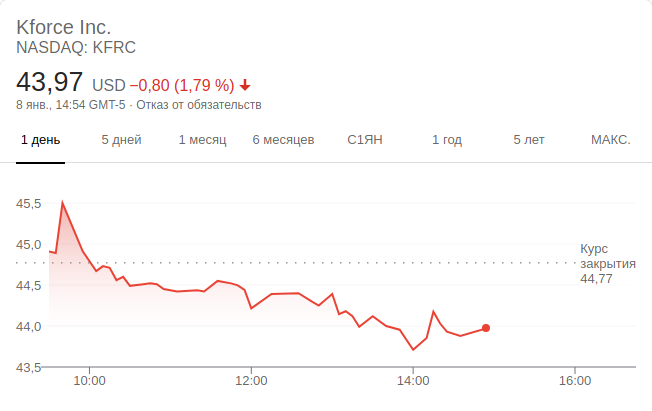 Kforce Inc.
NASDAQ: KFRC
43,97 USD −0,80 (1,79 %)
8 янв., 14:54 GMT-5 · Отказ от обязательств
1 день 5 дней 1 месяц 6 месяцев С1ЯН 1 год 5 лет МАКС.
45,5
45,0
44,5
44,0
43,5
Курс
закрытия
44,77
10:00 12:00 14:00 16:00